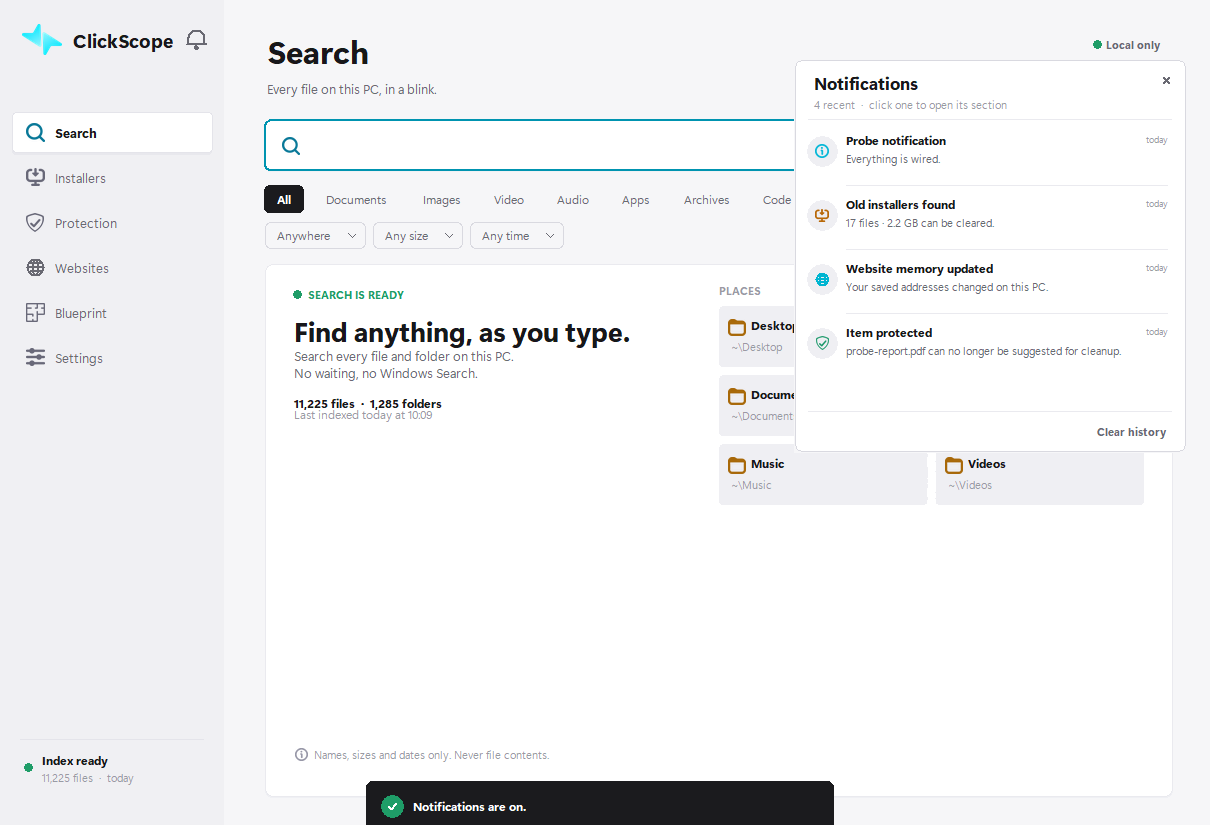 ClickScope
Search
Installers
Protection
Websites
Blueprint
Settings
Index ready
11,225 files · today
Search
Every file on this PC, in a blink.
Local only
All
Documents
Images
Video
Audio
Apps
Archives
Code
Anywhere
Any size
Any time
SEARCH IS READY
Find anything, as you type.
Search every file and folder on this PC.
No waiting, no Windows Search.
11,225 files · 1,285 folders
Last indexed today at 10:09
PLACES
Desktop
~\Desktop
Docume
~\Document
Music
~\Music
Videos
~\Videos
Names, sizes and dates only. Never file contents.
Notifications
4 recent · click one to open its section
Probe notification
today
Everything is wired.
Old installers found
today
17 files · 2.2 GB can be cleared.
Website memory updated
today
Your saved addresses changed on this PC.
Item protected
today
probe-report.pdf can no longer be suggested for cleanup.
Clear history
Notifications are on.